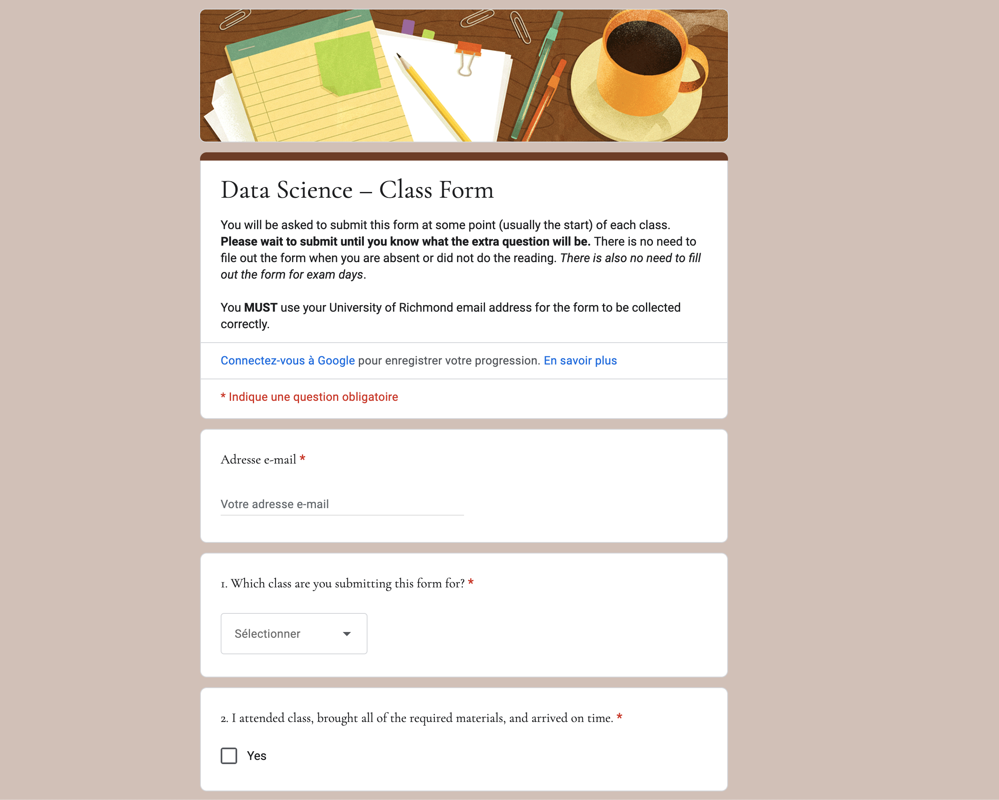 Data Science – Class Form
You will be asked to submit this form at some point (usually the start) of each class.
Please wait to submit until you know what the extra question will be. There is no need to
file out the form when you are absent or did not do the reading. There is also no need to fill
out the form for exam days.
You MUST use your University of Richmond email address for the form to be collected
correctly.
Connectez-vous à Google pour enregistrer votre progression. En savoir plus
* Indique une question obligatoire
Adresse e-mail *
Votre adresse e-mail
1. Which class are you submitting this form for? *
Sélectionner
2. I attended class, brought all of the required materials, and arrived on time. *
Yes